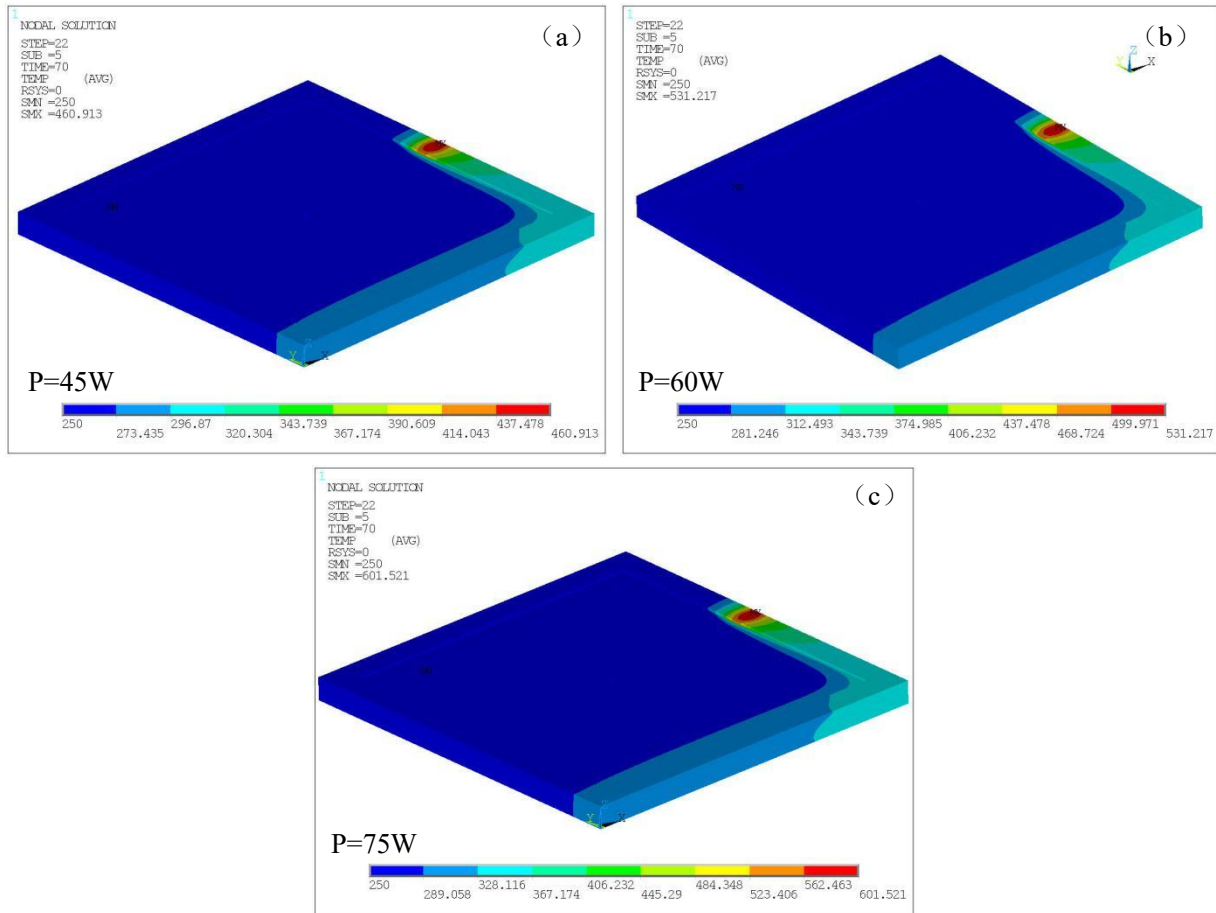 1
NODAL SOLUTION
STEP=22
SUB =5
TIME=70
TEMP (AVG)
RSYS=0
SMN =250
SMX =460.913
（a）
MX
Z
Y X
P=45W
250 296.87 343.739 390.609 437.478
273.435 320.304 367.174 414.043 460.913
1
STEP=22
SUB =5
TIME=70
TEMP (AVG)
RSYS=0
SMN =250
SMX =531.217
（b）
Z
Y X
P=60W
250 312.493 374.985 437.478 499.971
281.246 343.739 406.232 468.724 531.217
1
NODAL SOLUTION
STEP=22
SUB =5
TIME=70
TEMP (AVG)
RSYS=0
SMN =250
SMX =601.521
（c）
MX
Z
Y X
P=75W
250 328.116 406.232 484.348 562.463
289.058 367.174 445.29 523.406 601.521